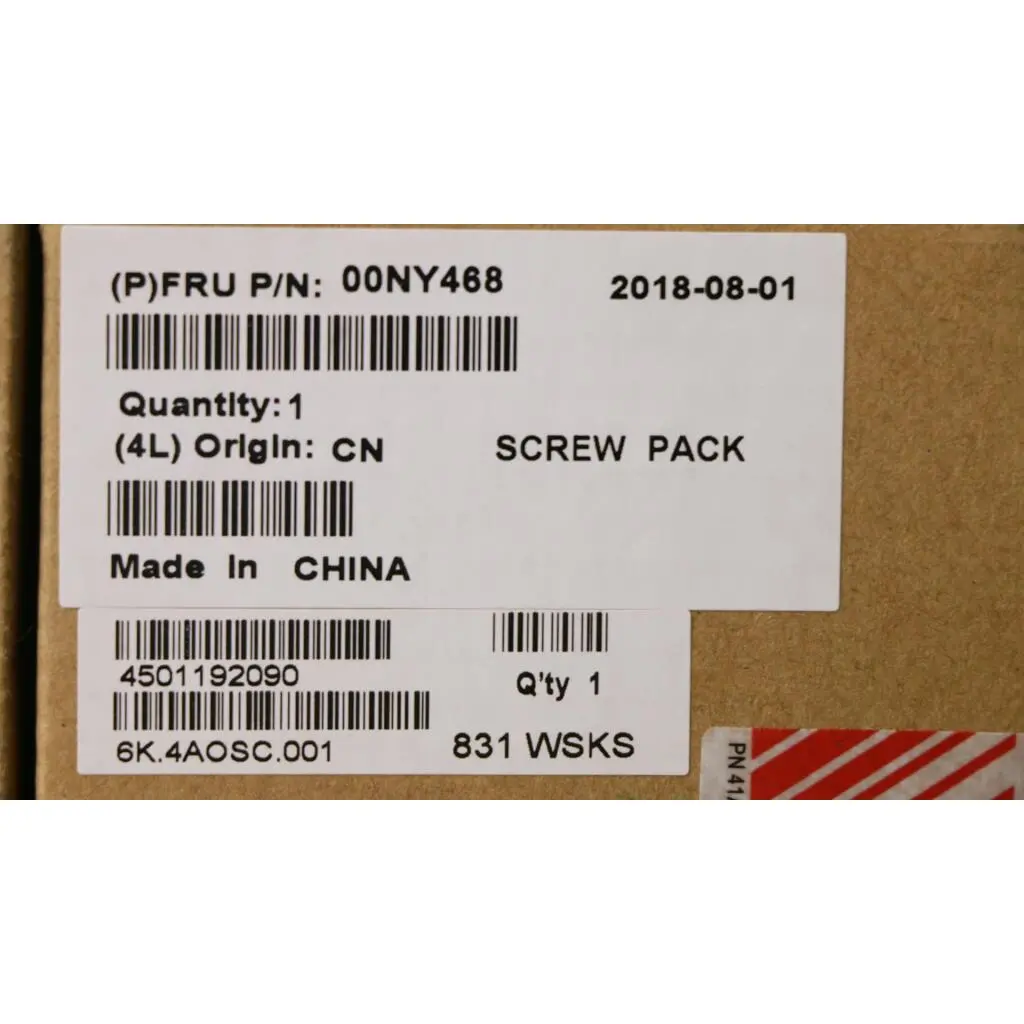 (P)FRU P/N: 00NY468 2018-08-01
Quantity: 1
(4L) Origin: CN SCREW PACK
Made In CHINA
4501192090
Q'ty 1
6K.4AOSC.001 831 WSKS
PN 41